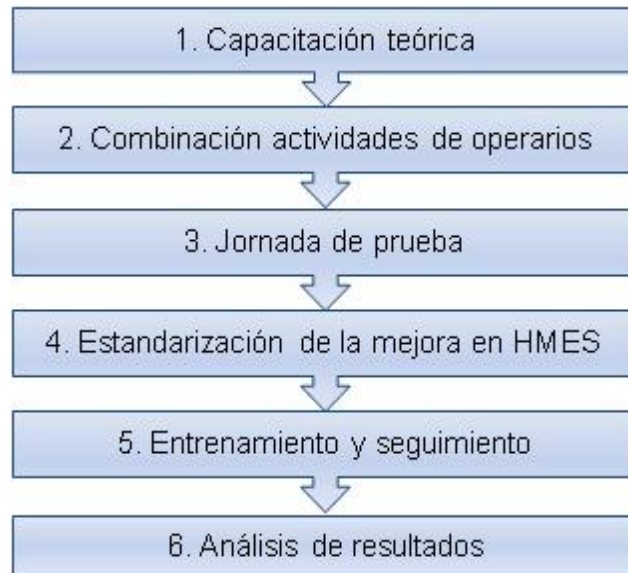 1. Capacitación teórica
2. Combinación actividades de operarios
3. Jornada de prueba
4. Estandarización de la mejora en HMES
5. Entrenamiento y seguimiento
6. Análisis de resultados